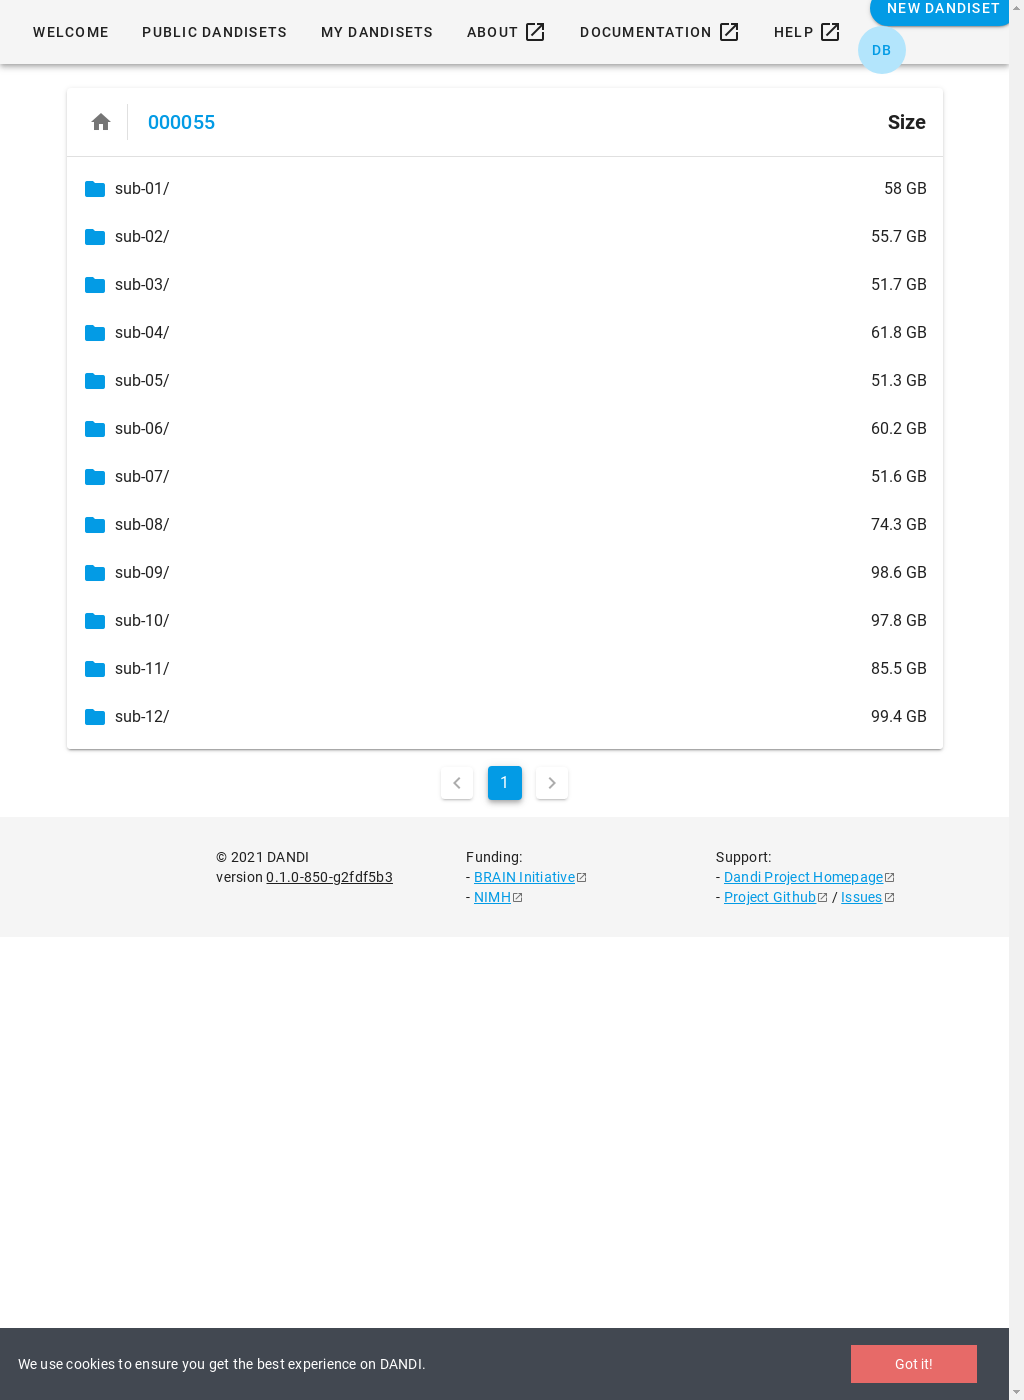 WELCOME PUBLIC DANDISETS MY DANDISETS ABOUT DOCUMENTATION HELP NEW DANDISET
DB
000055 Size
sub-01/ 58 GB
sub-02/ 55.7 GB
sub-03/ 51.7 GB
sub-04/ 61.8 GB
sub-05/ 51.3 GB
sub-06/ 60.2 GB
sub-07/ 51.6 GB
sub-08/ 74.3 GB
sub-09/ 98.6 GB
sub-10/ 97.8 GB
sub-11/ 85.5 GB
sub-12/ 99.4 GB
1
© 2021 DANDI
version 0.1.0-850-g2fdf5b3
Funding:
- BRAIN Initiative
- NIMH
Support:
- Dandi Project Homepage
- Project Github / Issues
We use cookies to ensure you get the best experience on DANDI. Got it!